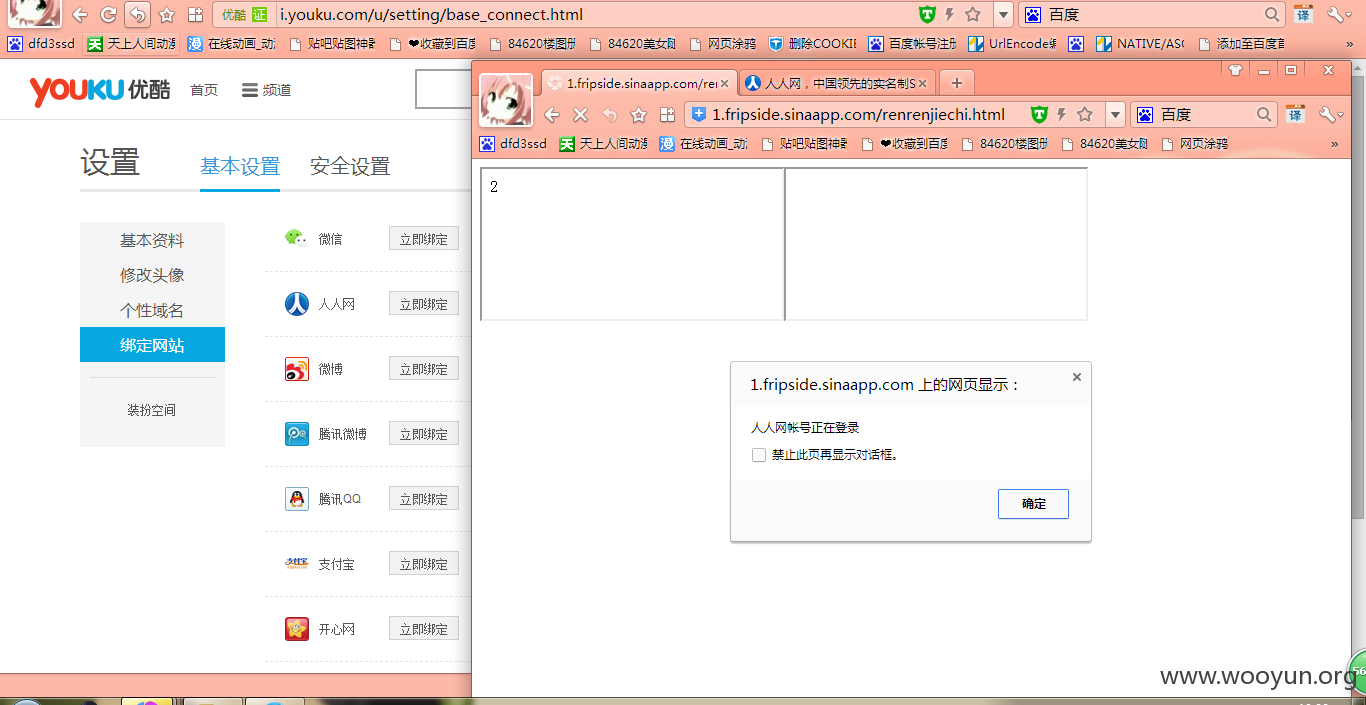 优酷 证 i.youku.com/u/setting/base_connect.html 百度 译
dfd3ssd 天 天上人间动漫 漫 在线动画_动 贴吧贴图神器 ❤收藏到百度 84620楼图册 84620美女贴 网页涂鸦 删除COOKIE 百度帐号注册 UrlEncode编 NATIVE/ASC 添加至百度首 »
YOUKU 优酷 首页 频道
设置 基本设置 安全设置
基本资料
修改头像
个性域名
绑定网站
装扮空间
微信 立即绑定
人人网 立即绑定
微博 立即绑定
腾讯微博 立即绑定
腾讯QQ 立即绑定
支付宝 支付宝 立即绑定
开心网 立即绑定
1.fripside.sinaapp.com/ren 人人网，中国领先的实名制S
1.fripside.sinaapp.com/renrenjiechi.html 百度 译
dfd3ssd 天 天上人间动漫 漫 在线动画_动 贴吧贴图神器 ❤收藏到百度 84620楼图册 84620美女贴 网页涂鸦 »
2
1.fripside.sinaapp.com 上的网页显示：
人人网帐号正在登录
禁止此页再显示对话框。
确定
56
www.wooyun.org